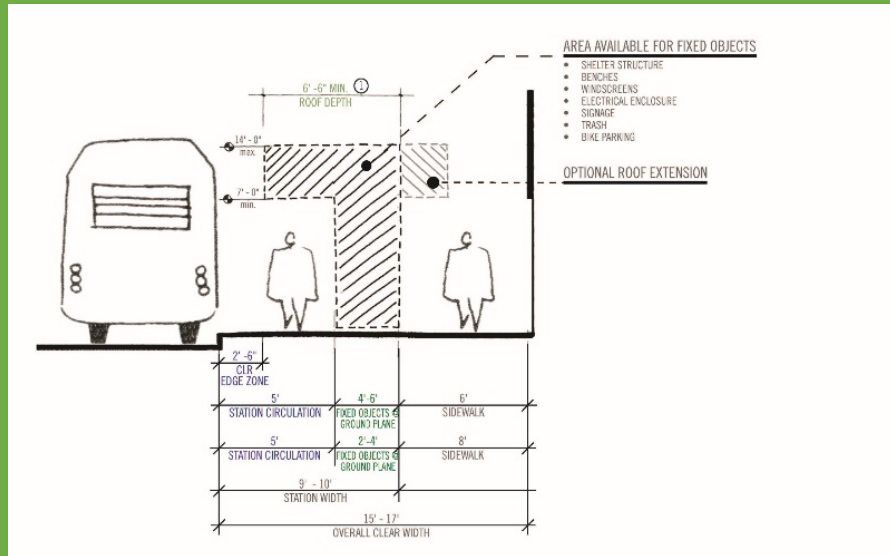 AREA AVAILABLE FOR FIXED OBJECTS
• SHELTER STRUCTURE
• BENCHES
• WINDSCREENS
• ELECTRICAL ENCLOSURE
• SIGNAGE
• TRASH
• BIKE PARKING
6' -6" MIN. 1
ROOF DEPTH
14' - 0"
max.
OPTIONAL ROOF EXTENSION
7' - 0"
min.
2' -6"
CLR
EDGE ZONE
5' 4'-6' 6'
STATION CIRCULATION FIXED OBJECTS @ SIDEWALK
GROUND PLANE
5' 2'-4' 8'
STATION CIRCULATION FIXED OBJECTS @ SIDEWALK
GROUND PLANE
9' - 10'
STATION WIDTH
15' - 17'
OVERALL CLEAR WIDTH